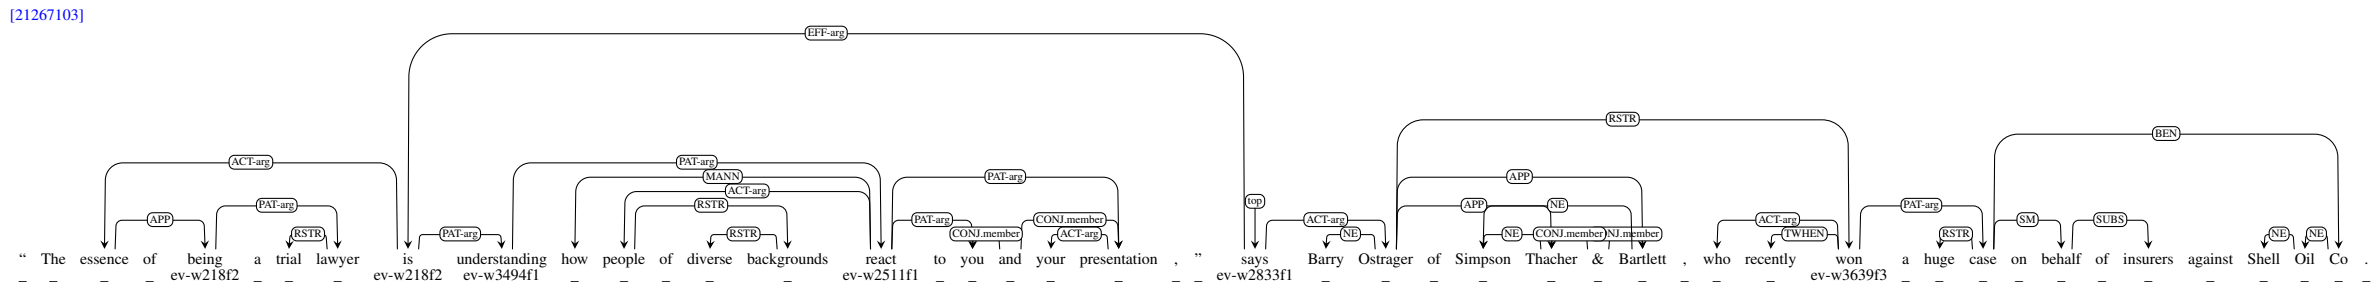 [21267103]
EFF-arg
RSTR
BEN
ACT-arg PAT-arg
MANN PAT-arg APP
ACT-arg
top
PAT-arg RSTR APP NE PAT-arg
APP PAT-arg CONJ.member ACT-arg ACT-arg SM SUBS
RSTR PAT-arg RSTR CONJ.member ACT-arg NE NE CONJ.member NJ.member TWHEN RSTR NE NE
“ The essence of being a trial lawyer is understanding how people of diverse backgrounds react to you and your presentation , ” says Barry Ostrager of Simpson Thacher & Bartlett , who recently won a huge case on behalf of insurers against Shell Oil Co .
_ _ _ _ ev-w218f2 _ _ _ ev-w218f2 ev-w3494f1 _ _ _ _ _ ev-w2511f1 _ _ _ _ _ _ _ ev-w2833f1 _ _ _ _ _ _ _ _ _ _ ev-w3639f3 _ _ _ _ _ _ _ _ _ _ _ _